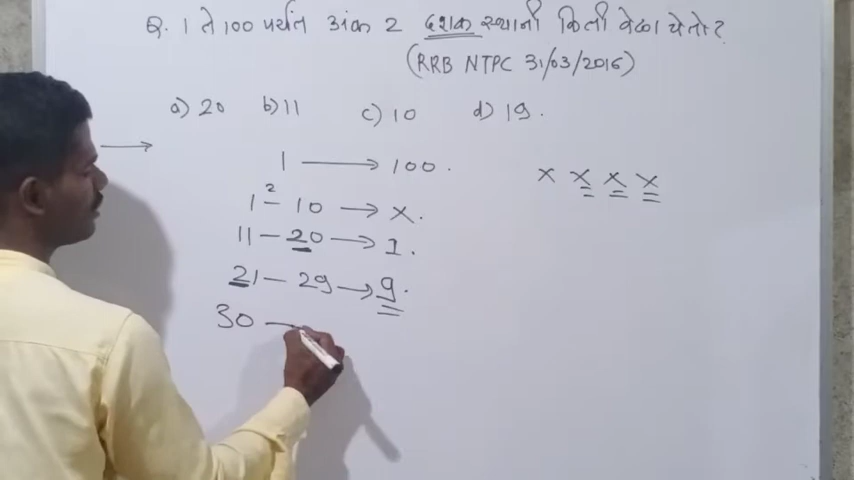 Q. 1 ते 100 पर्यंत अंक 2 दशक स्थानी किती वेळा येतो?
(RRB NTPC 31/03/2016)
a) 20 b) 11 c) 10 d) 19.
1 → 100.
x x x x
2
1 – 10 → x.
11 – 20 → 1.
21 – 29 → 9.
30 –